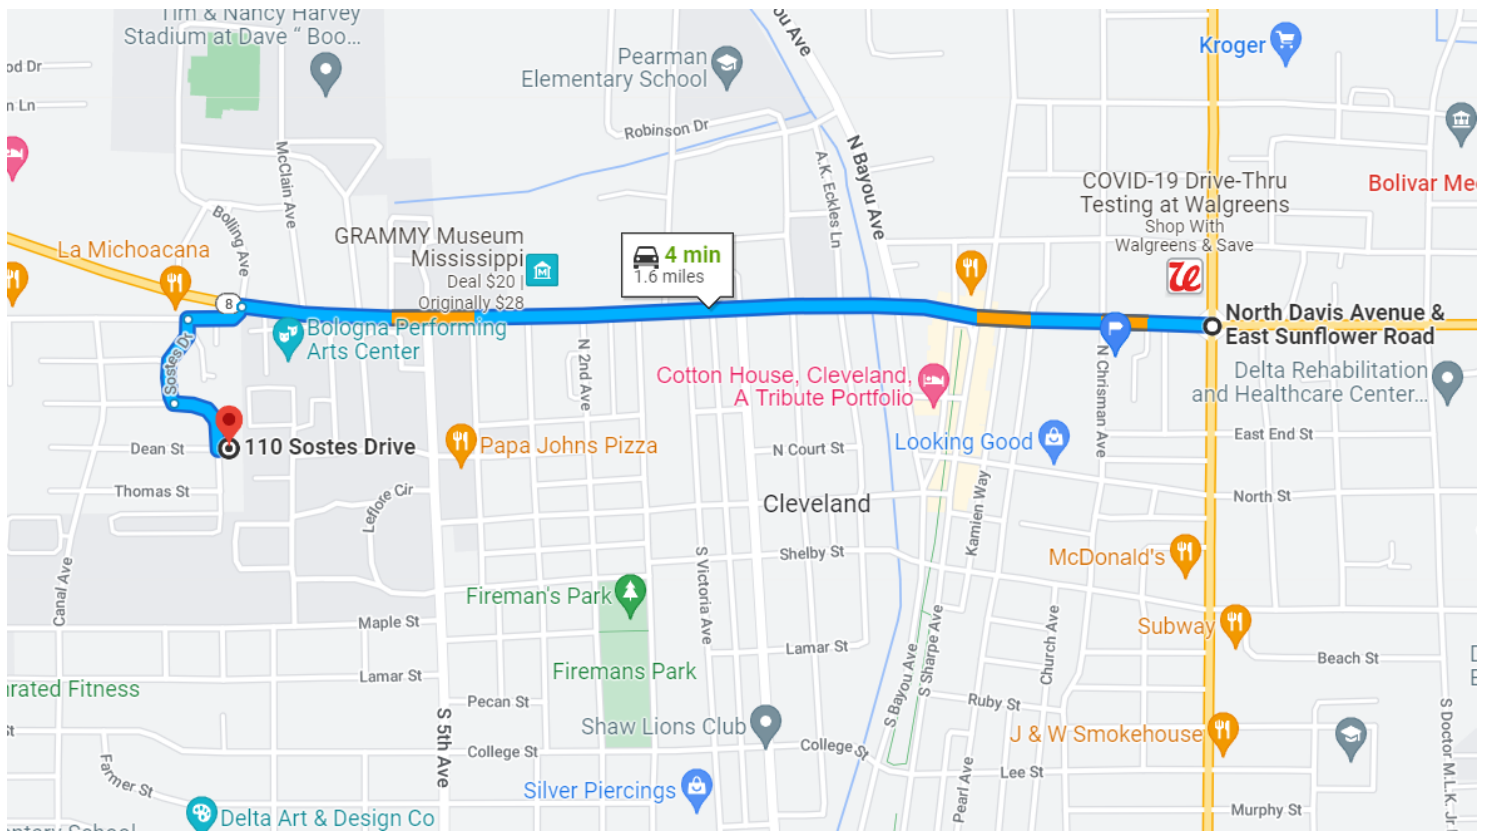 Tim & Nancy Harvey
Stadium at Dave “ Boo...
Pearman
Elementary School
Kroger
od Dr
n Ln
Robinson Dr
ou Ave
N Bayou Ave
A.K. Eckles Ln
McClain Ave
Bolling Ave
COVID-19 Drive-Thru
Testing at Walgreens
Shop With
Walgreens & Save
Bolivar Me
La Michoacana
GRAMMY Museum
Mississippi
Deal $20 |
Originally $28
4 min
1.6 miles
8
North Davis Avenue &
East Sunflower Road
Bologna Performing
Arts Center
Sostes Dr
N 2nd Ave
N Chrisman Ave
Cotton House, Cleveland,
A Tribute Portfolio
Delta Rehabilitation
and Healthcare Center...
110 Sostes Drive
Dean St
Papa Johns Pizza
N Court St
Looking Good
East End St
Thomas St
Leflore Cir
Cleveland
North St
Kamien Way
Shelby St
McDonald's
S Victoria Ave
Canal Ave
Fireman's Park
Maple St
Subway
Lamar St
Beach St
S Sharpe Ave
Church Ave
S Bayou Ave
Lamar St
Firemans Park
rated Fitness
Pecan St
Ruby St
Shaw Lions Club
J & W Smokehouse
S 5th Ave
College St
College St
Lee St
S Doctor M.L.K. Jr.
Farmer St
Silver Piercings
Pearl Ave
Murphy St
Delta Art & Design Co
entary School